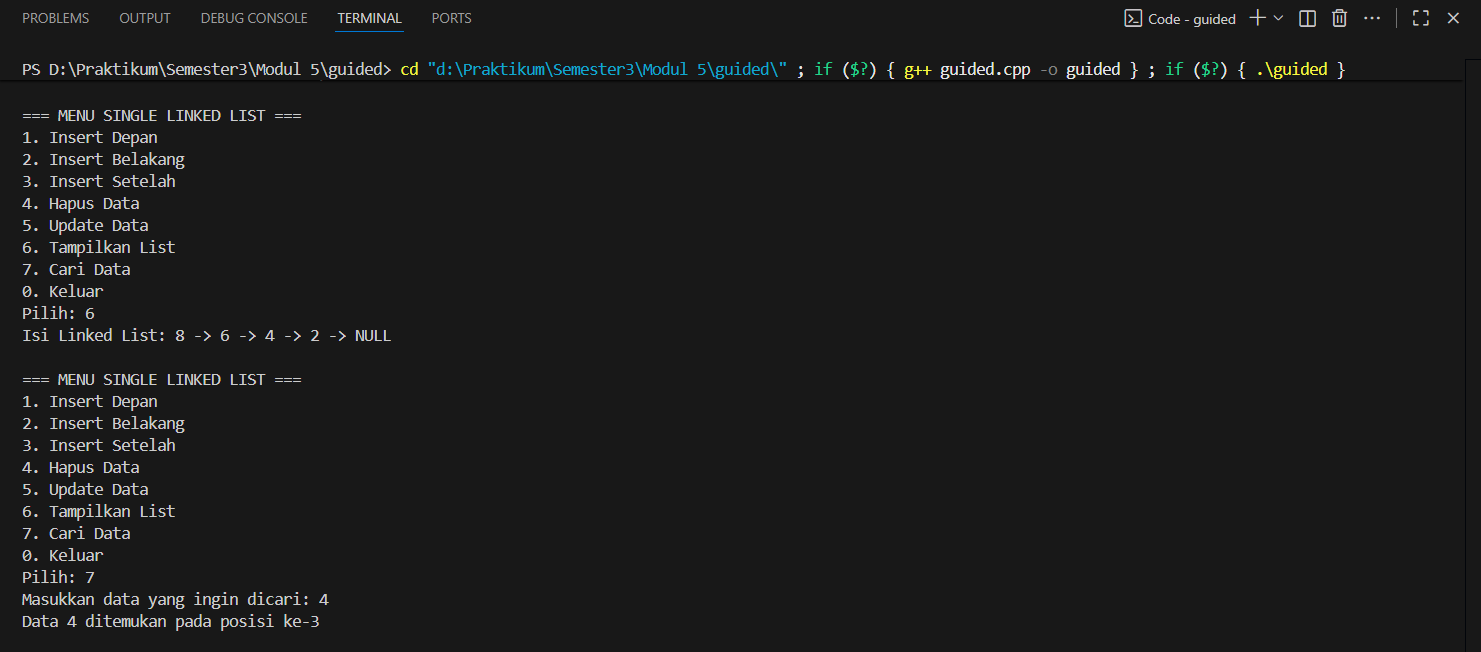 PROBLEMS OUTPUT DEBUG CONSOLE TERMINAL PORTS Code - guided
PS D:\Praktikum\Semester3\Modul 5\guided> cd "d:\Praktikum\Semester3\Modul 5\guided\" ; if ($?) { g++ guided.cpp -o guided } ; if ($?) { .\guided }
=== MENU SINGLE LINKED LIST ===
1. Insert Depan
2. Insert Belakang
3. Insert Setelah
4. Hapus Data
5. Update Data
6. Tampilkan List
7. Cari Data
0. Keluar
Pilih: 6
Isi Linked List: 8 -> 6 -> 4 -> 2 -> NULL
=== MENU SINGLE LINKED LIST ===
1. Insert Depan
2. Insert Belakang
3. Insert Setelah
4. Hapus Data
5. Update Data
6. Tampilkan List
7. Cari Data
0. Keluar
Pilih: 7
Masukkan data yang ingin dicari: 4
Data 4 ditemukan pada posisi ke-3